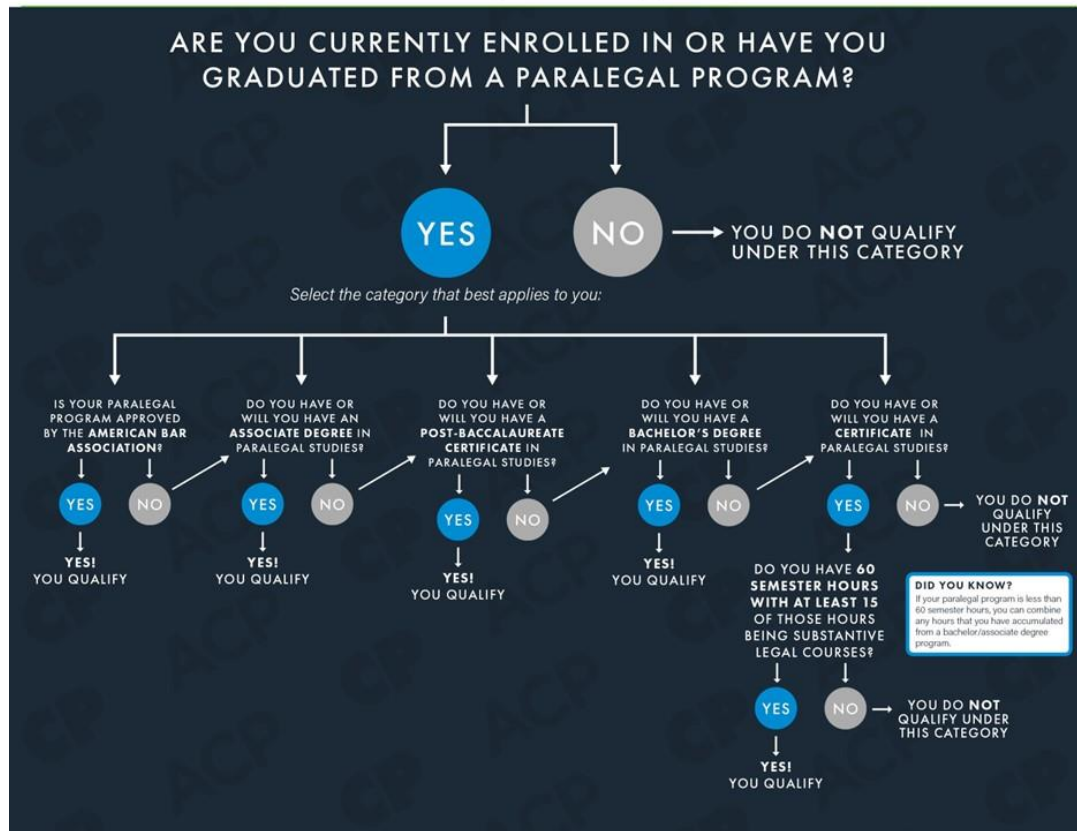 ARE YOU CURRENTLY ENROLLED IN OR HAVE YOU
GRADUATED FROM A PARALEGAL PROGRAM?
YES
NO
YOU DO NOT QUALIFY
UNDER THIS CATEGORY
Select the category that best applies to you:
IS YOUR PARALEGAL
PROGRAM APPROVED
BY THE AMERICAN BAR
ASSOCIATION?
YES
NO
YES!
YOU QUALIFY
DO YOU HAVE OR
WILL YOU HAVE AN
ASSOCIATE DEGREE IN
PARALEGAL STUDIES?
YES
NO
YES!
YOU QUALIFY
DO YOU HAVE OR
WILL YOU HAVE A
POST-BACCALAUREATE
CERTIFICATE IN
PARALEGAL STUDIES?
YES
NO
YES!
YOU QUALIFY
DO YOU HAVE OR
WILL YOU HAVE A
BACHELOR'S DEGREE
IN PARALEGAL STUDIES?
YES
NO
YES!
YOU QUALIFY
DO YOU HAVE OR
WILL YOU HAVE A
CERTIFICATE IN
PARALEGAL STUDIES?
YES
NO
YOU DO NOT
QUALIFY
UNDER THIS
CATEGORY
DO YOU HAVE 60
SEMESTER HOURS
WITH AT LEAST 15
OF THOSE HOURS
BEING SUBSTANTIVE
LEGAL COURSES?
DID YOU KNOW?
If your paralegal program is less than
60 semester hours, you can combine
any hours that you have accumulated
from a bachelor/associate degree
program.
YES
NO
YOU DO NOT
QUALIFY UNDER
THIS CATEGORY
YES!
YOU QUALIFY